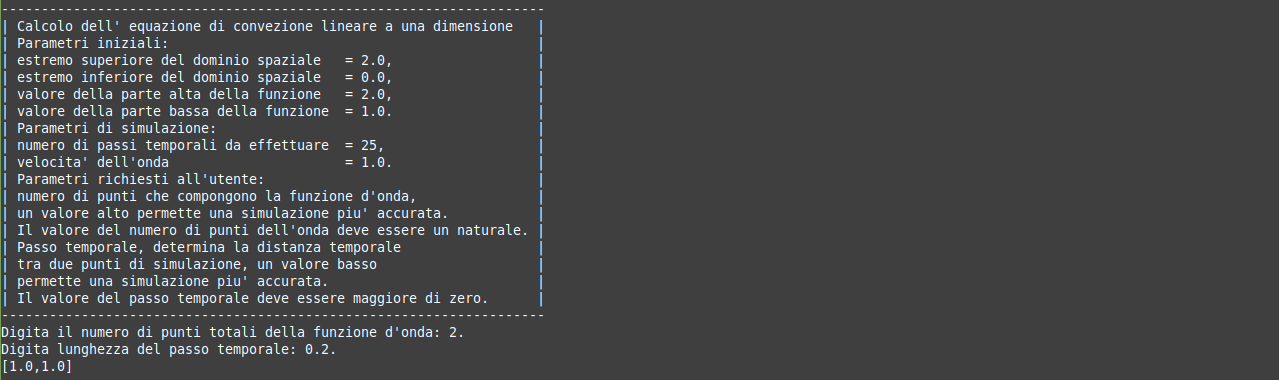 --------------------------------------------------------------------
| Calcolo dell' equazione di convezione lineare a una dimensione   |
| Parametri iniziali:                                              |
| estremo superiore del dominio spaziale   = 2.0,                  |
| estremo inferiore del dominio spaziale   = 0.0,                  |
| valore della parte alta della funzione   = 2.0,                  |
| valore della parte bassa della funzione  = 1.0.                  |
| Parametri di simulazione:                                        |
| numero di passi temporali da effettuare  = 25,                   |
| velocita' dell'onda                      = 1.0.                  |
| Parametri richiesti all'utente:                                  |
| numero di punti che compongono la funzione d'onda,               |
| un valore alto permette una simulazione piu' accurata.           |
| Il valore del numero di punti dell'onda deve essere un naturale. |
| Passo temporale, determina la distanza temporale                 |
| tra due punti di simulazione, un valore basso                    |
| permette una simulazione piu' accurata.                          |
| Il valore del passo temporale deve essere maggiore di zero.      |
--------------------------------------------------------------------
Digita il numero di punti totali della funzione d'onda: 2.
Digita lunghezza del passo temporale: 0.2.
[1.0,1.0]